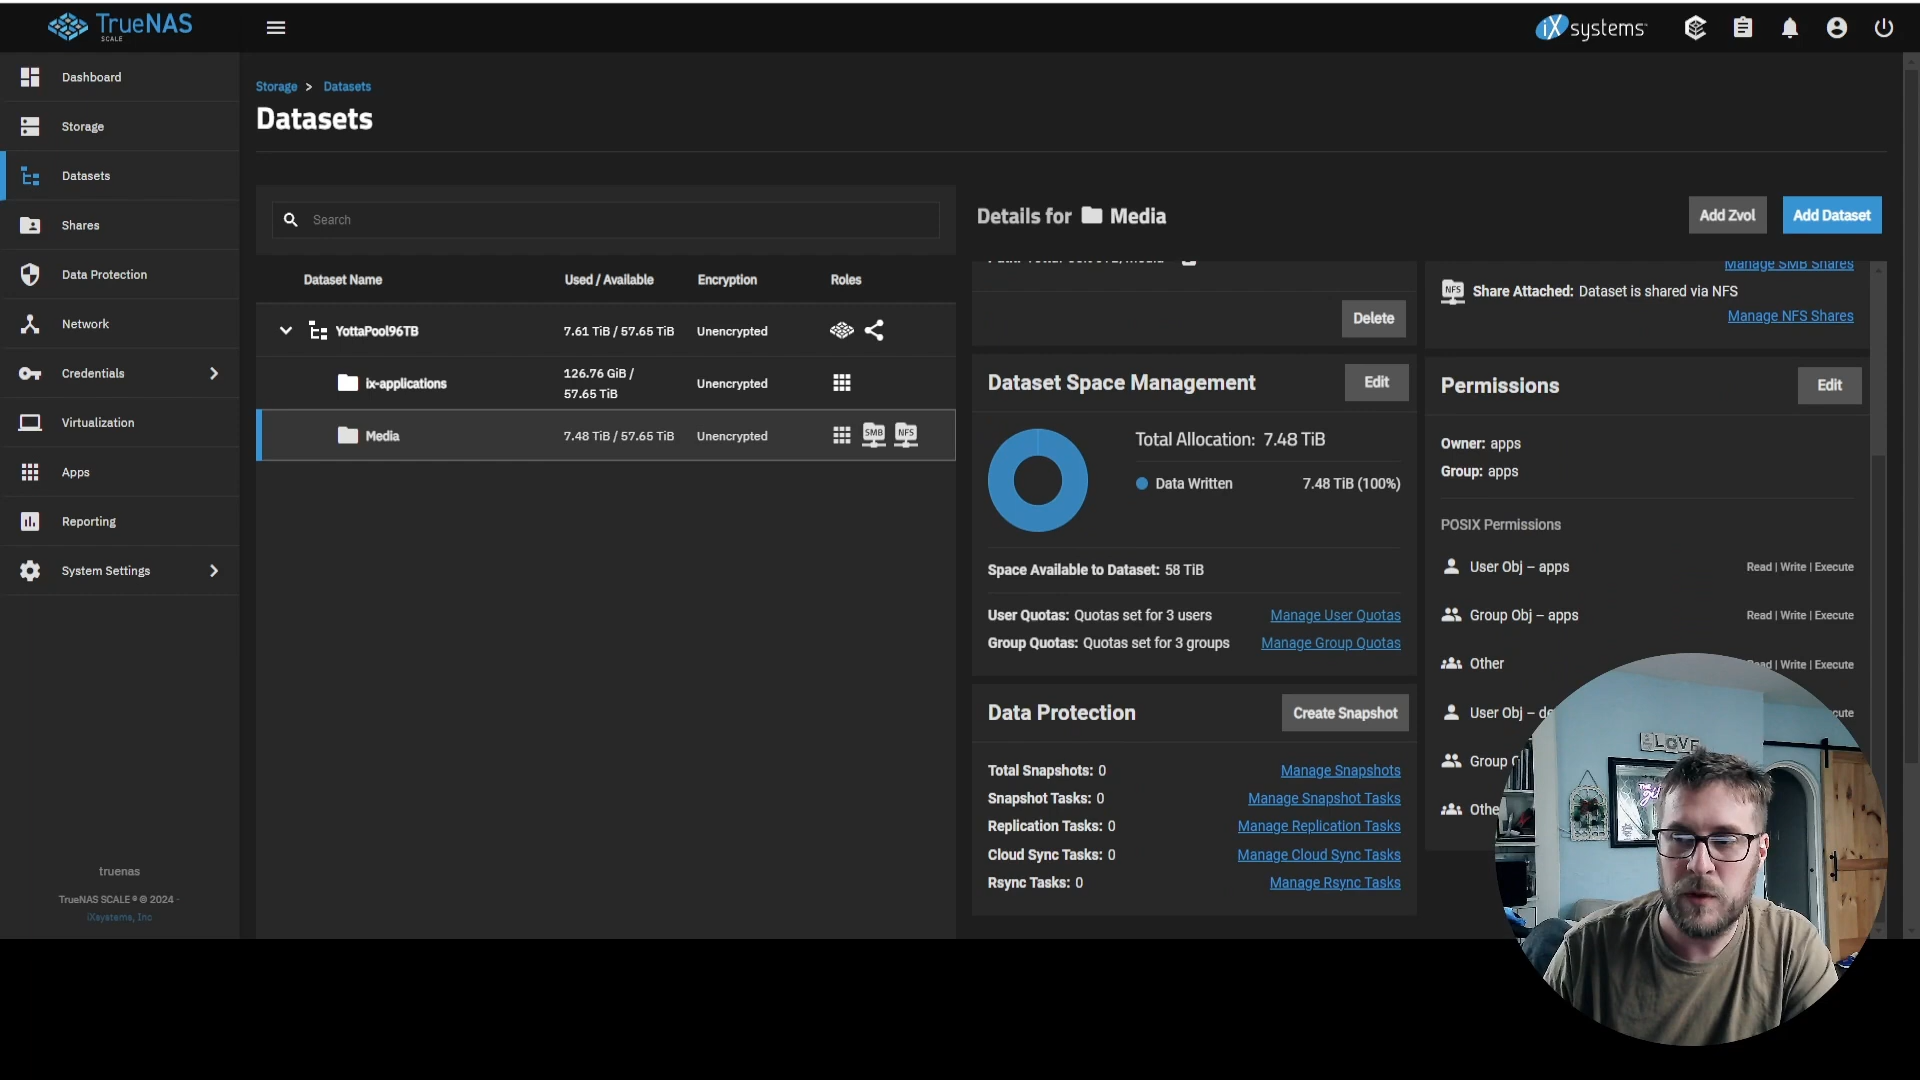 TrueNAS
SCALE
iXsystems
Dashboard
Storage
Datasets
Shares
Data Protection
Network
Credentials
Virtualization
Apps
Reporting
System Settings
truenas
TrueNAS SCALE ® © 2024 -
iXsystems, Inc
Storage > Datasets
Datasets
Search
Dataset Name Used / Available Encryption Roles
YottaPool96TB 7.61 TiB / 57.65 TiB Unencrypted
ix-applications 126.76 GiB / 57.65 TiB Unencrypted
Media 7.48 TiB / 57.65 TiB Unencrypted SMB NFS
Details for Media
Add Zvol
Add Dataset
Delete
Dataset Space Management
Edit
Total Allocation: 7.48 TiB
Data Written 7.48 TiB (100%)
Space Available to Dataset: 58 TiB
User Quotas: Quotas set for 3 users Manage User Quotas
Group Quotas: Quotas set for 3 groups Manage Group Quotas
Data Protection
Create Snapshot
Total Snapshots: 0 Manage Snapshots
Snapshot Tasks: 0 Manage Snapshot Tasks
Replication Tasks: 0 Manage Replication Tasks
Cloud Sync Tasks: 0 Manage Cloud Sync Tasks
Rsync Tasks: 0 Manage Rsync Tasks
Manage SMB Shares
NFS Share Attached: Dataset is shared via NFS
Manage NFS Shares
Permissions
Edit
Owner: apps
Group: apps
POSIX Permissions
User Obj – apps Read | Write | Execute
Group Obj – apps Read | Write | Execute
Other Read | Write | Execute
User Obj – de
Group
Othe
LOVE